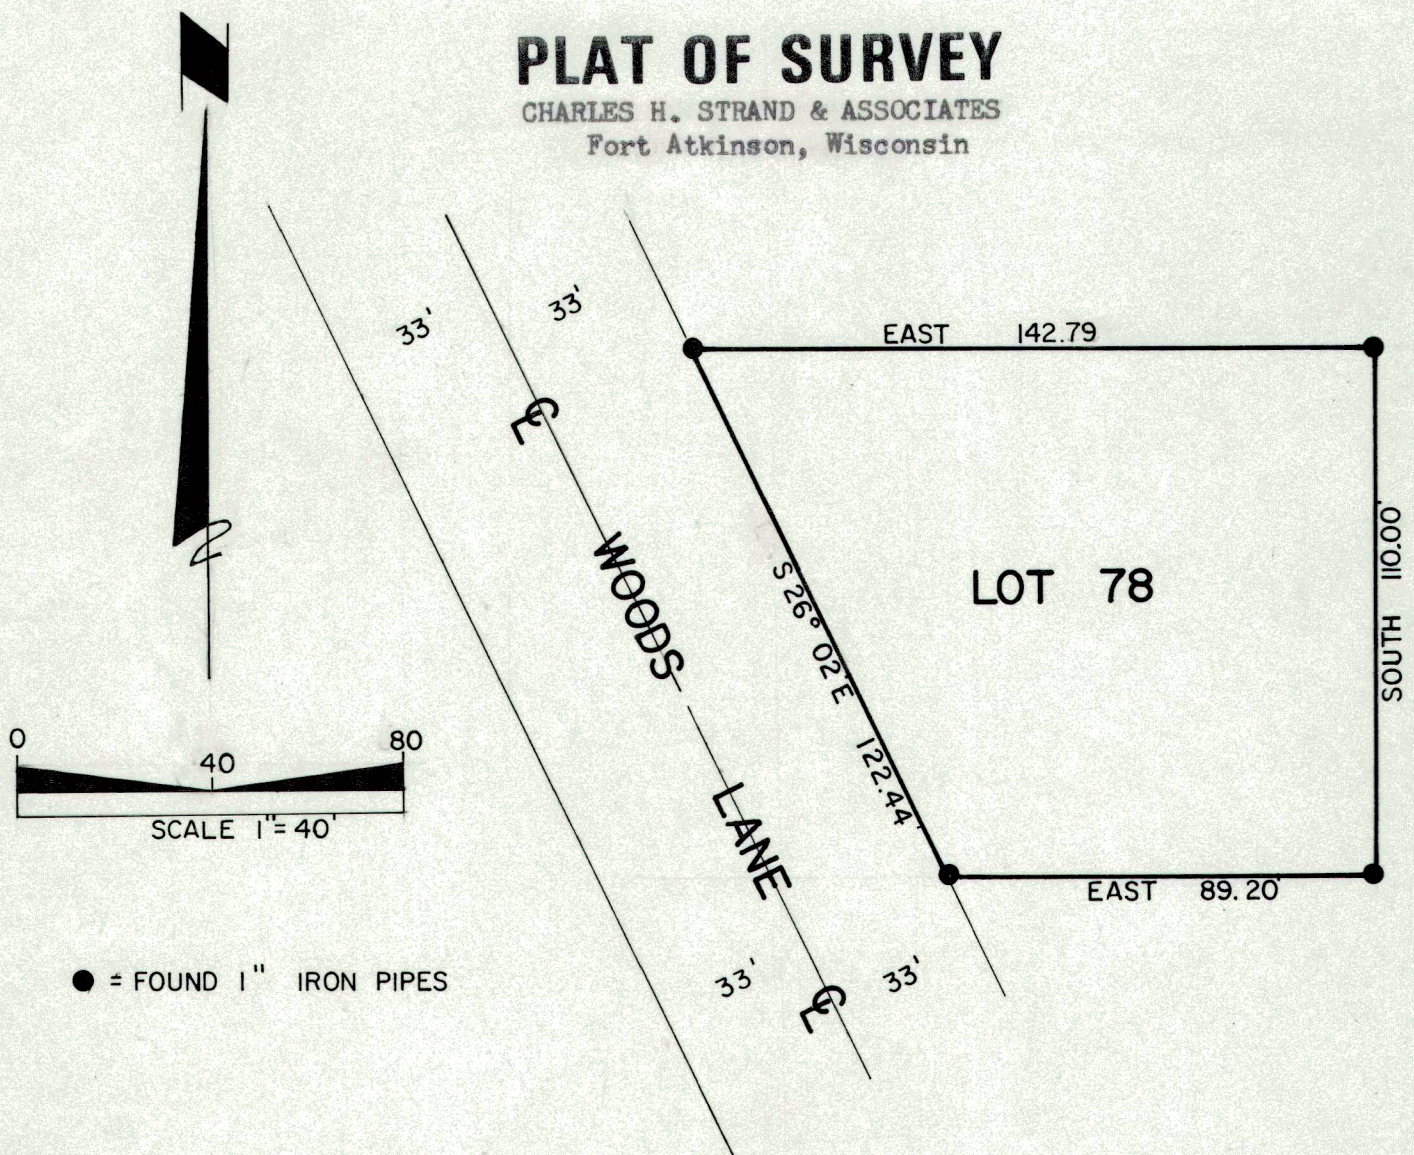 PLAT OF SURVEY
CHARLES H. STRAND & ASSOCIATES
Fort Atkinson, Wisconsin
33'
33'
EAST 142.79
℄
WOODS
LANE
S 26° 02' E 122.44'
LOT 78
SOUTH 110.00'
0
40
80
SCALE 1"= 40'
EAST 89.20'
33'
33'
℄
= FOUND 1" IRON PIPES